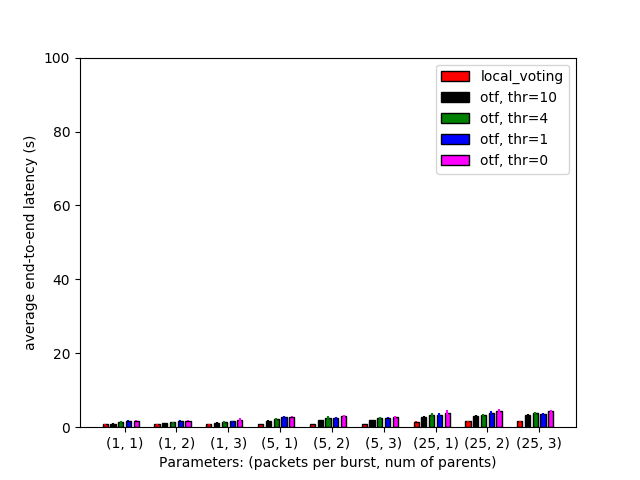 100
80
60
40
20
0
average end-to-end latency (s)
local_voting
otf, thr=10
otf, thr=4
otf, thr=1
otf, thr=0
(1, 1) (1, 2) (1, 3) (5, 1) (5, 2) (5, 3) (25, 1) (25, 2) (25, 3)
Parameters: (packets per burst, num of parents)